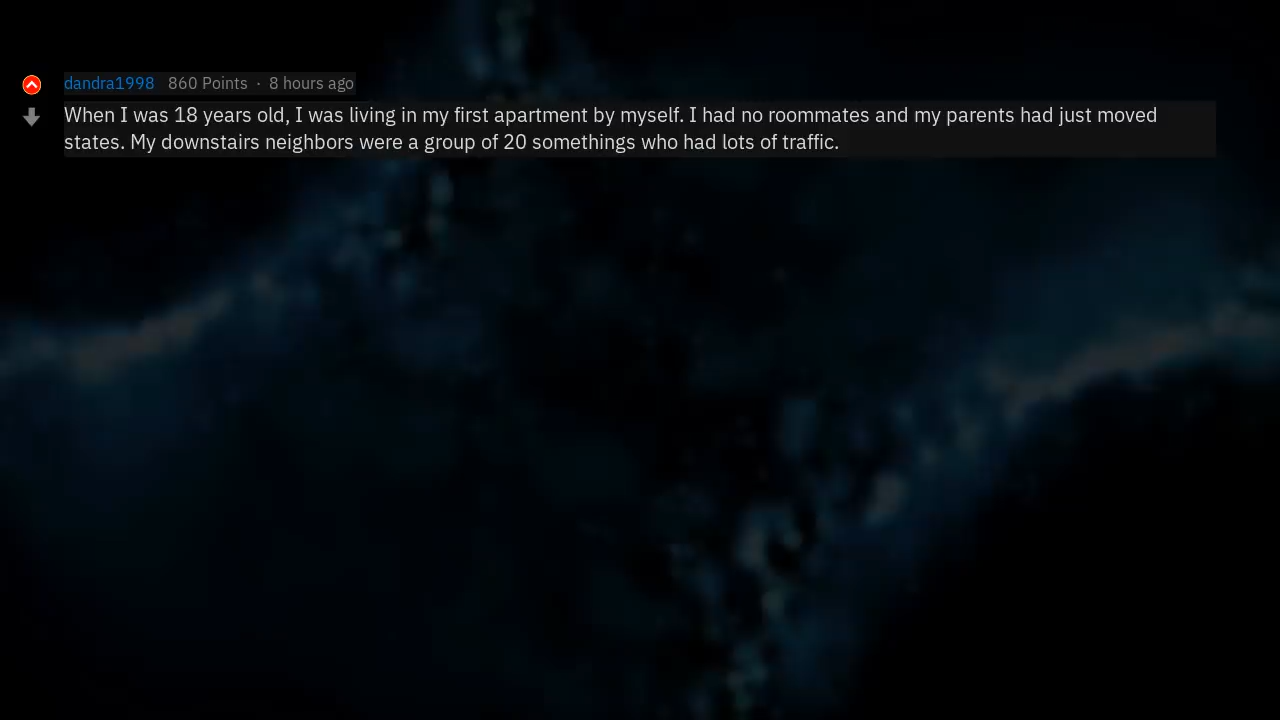 dandra1998 860 Points · 8 hours ago
When I was 18 years old, I was living in my first apartment by myself. I had no roommates and my parents had just moved
states. My downstairs neighbors were a group of 20 somethings who had lots of traffic.